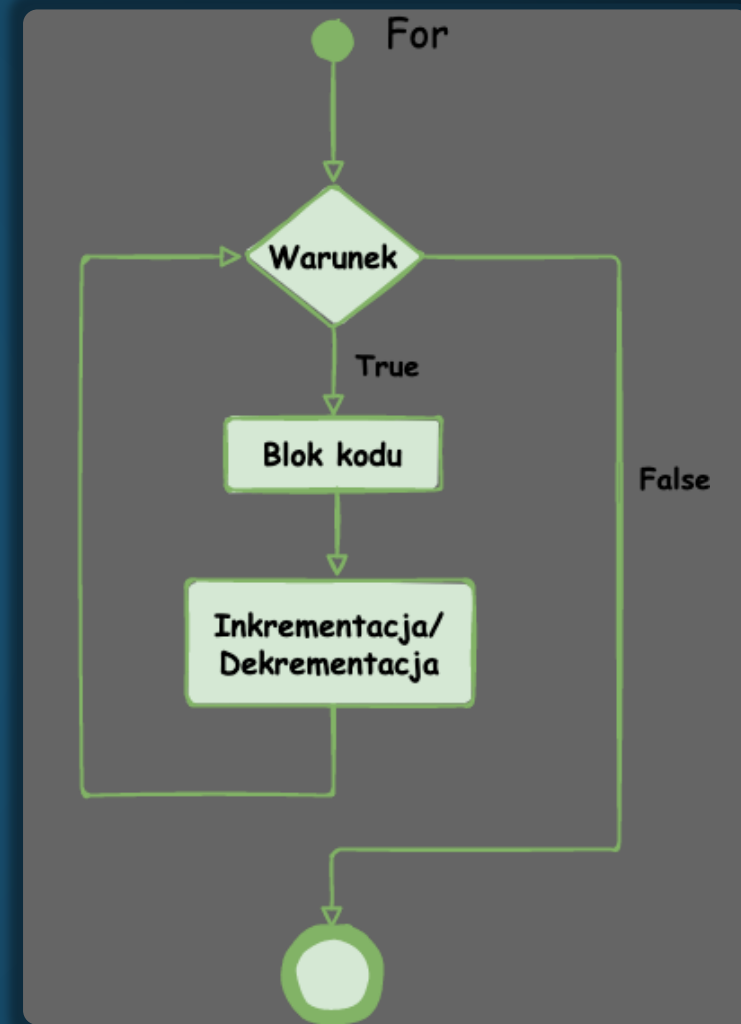 For
Warunek
True
Blok kodu
False
Inkrementacja/
Dekrementacja